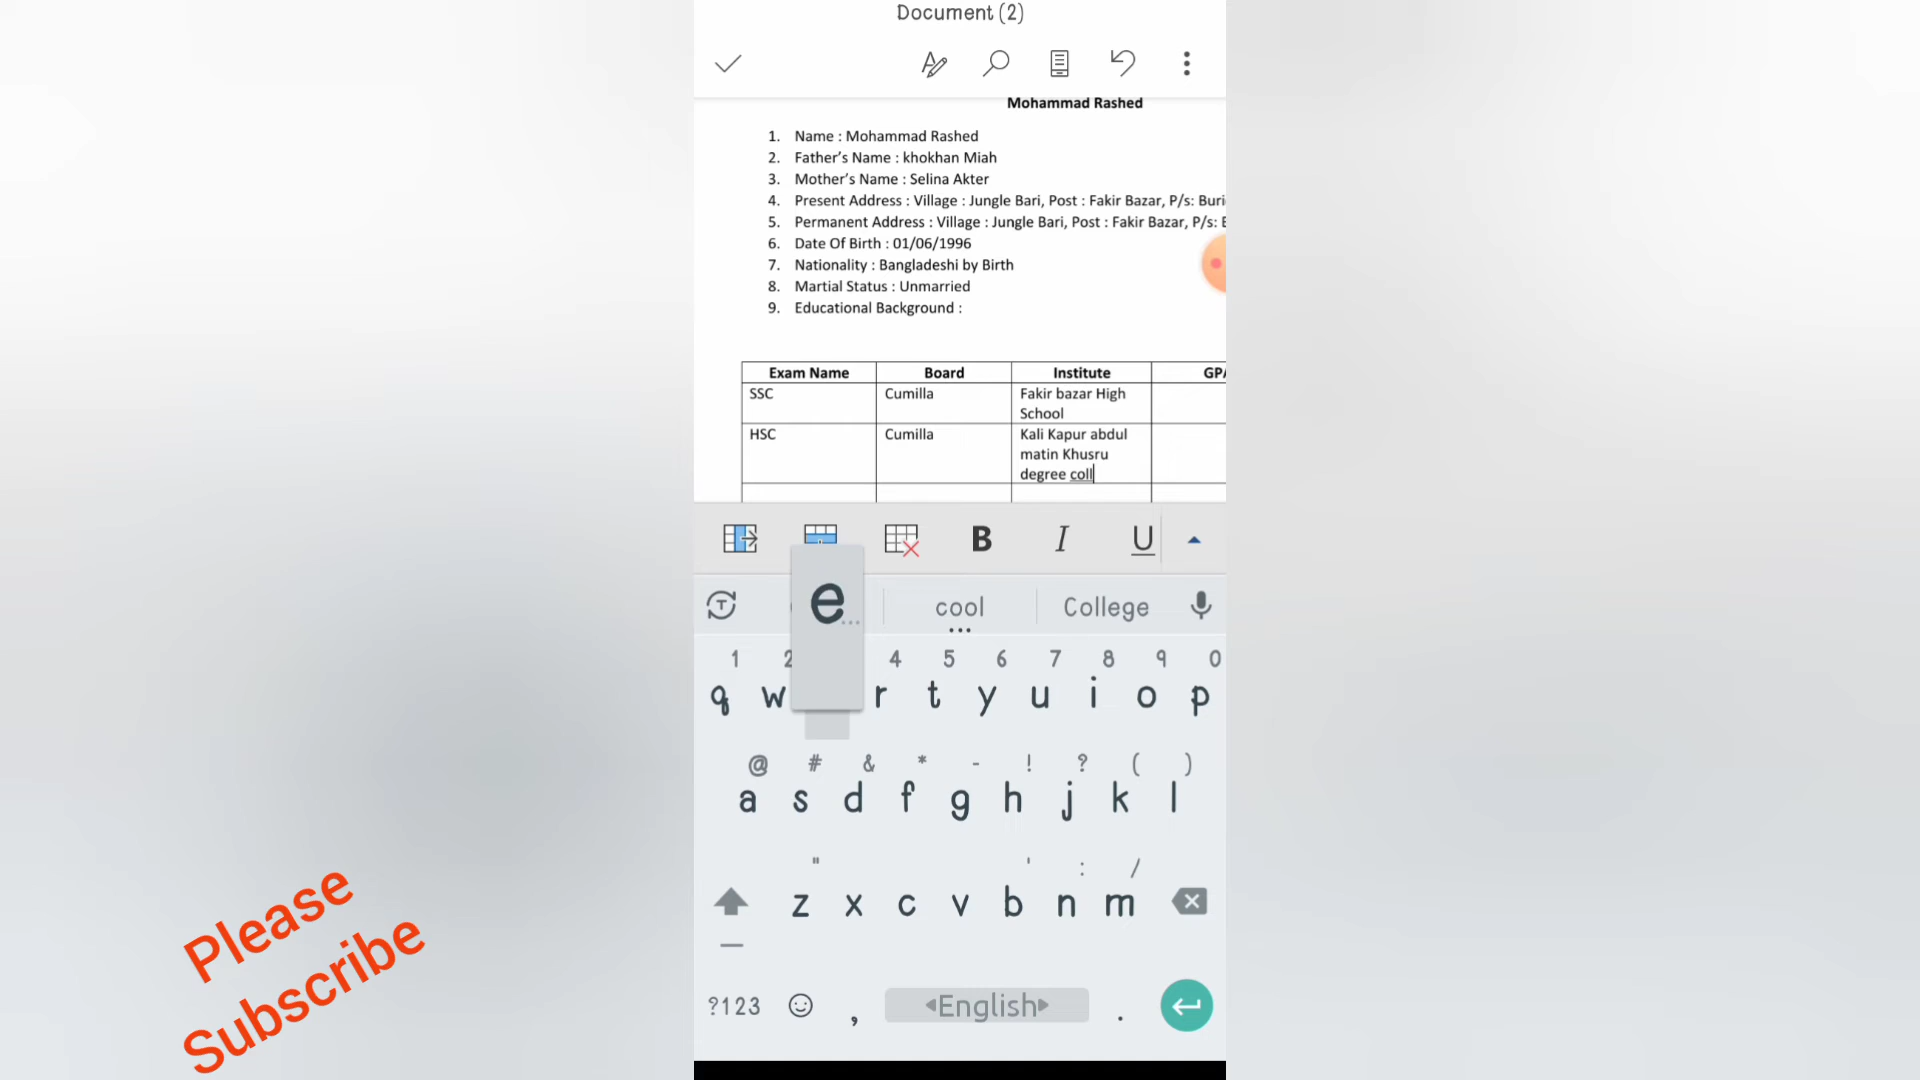 Document (2)
Mohammad Rashed
1. Name : Mohammad Rashed
2. Father's Name : khokhan Miah
3. Mother's Name : Selina Akter
4. Present Address : Village : Jungle Bari, Post : Fakir Bazar, P/s: Buri
5. Permanent Address : Village : Jungle Bari, Post : Fakir Bazar, P/s:
6. Date Of Birth : 01/06/1996
7. Nationality : Bangladeshi by Birth
8. Martial Status : Unmarried
9. Educational Background :
Exam Name Board Institute GPA
SSC Cumilla Fakir bazar High
School
HSC Cumilla Kali Kapur abdul
matin Khusru
degree coll
B I U
e...
cool College
...
1 2 4 5 6 7 8 9 0
q w r t y u i o p
@ # & * - ! ? ( )
a s d f g h j k l
" ' : /
z x c v b n m
?123 , English .
Please
Subscribe